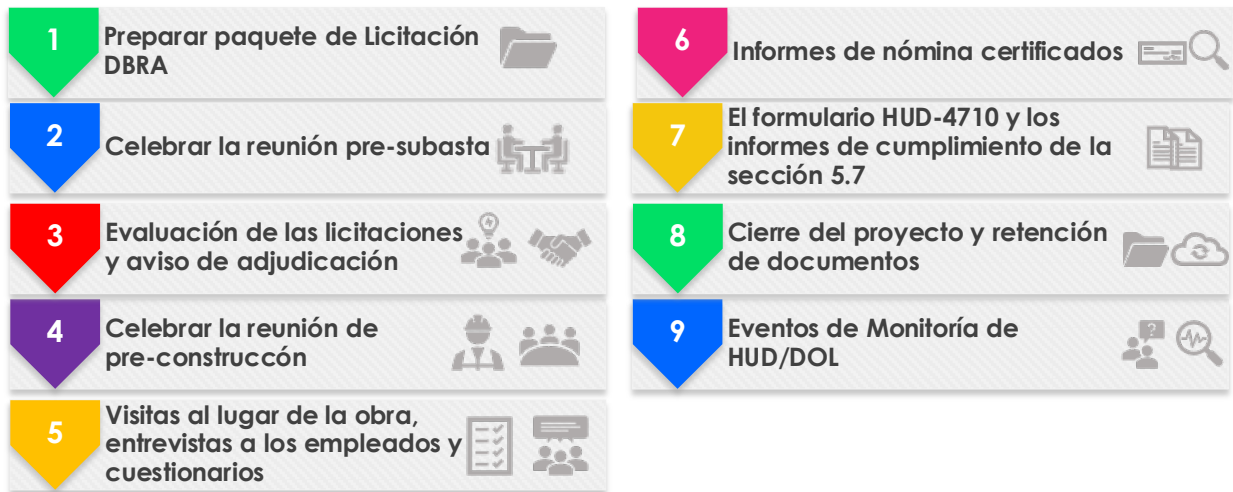 1
Preparar paquete de Licitación
DBRA
2
Celebrar la reunión pre-subasta
3
Evaluación de las licitaciones
y aviso de adjudicación
4
Celebrar la reunión de
pre-construccón
5
Visitas al lugar de la obra,
entrevistas a los empleados y
cuestionarios
6
Informes de nómina certificados
7
El formulario HUD-4710 y los
informes de cumplimiento de la
sección 5.7
8
Cierre del proyecto y retención
de documentos
9
Eventos de Monitoría de
HUD/DOL
?